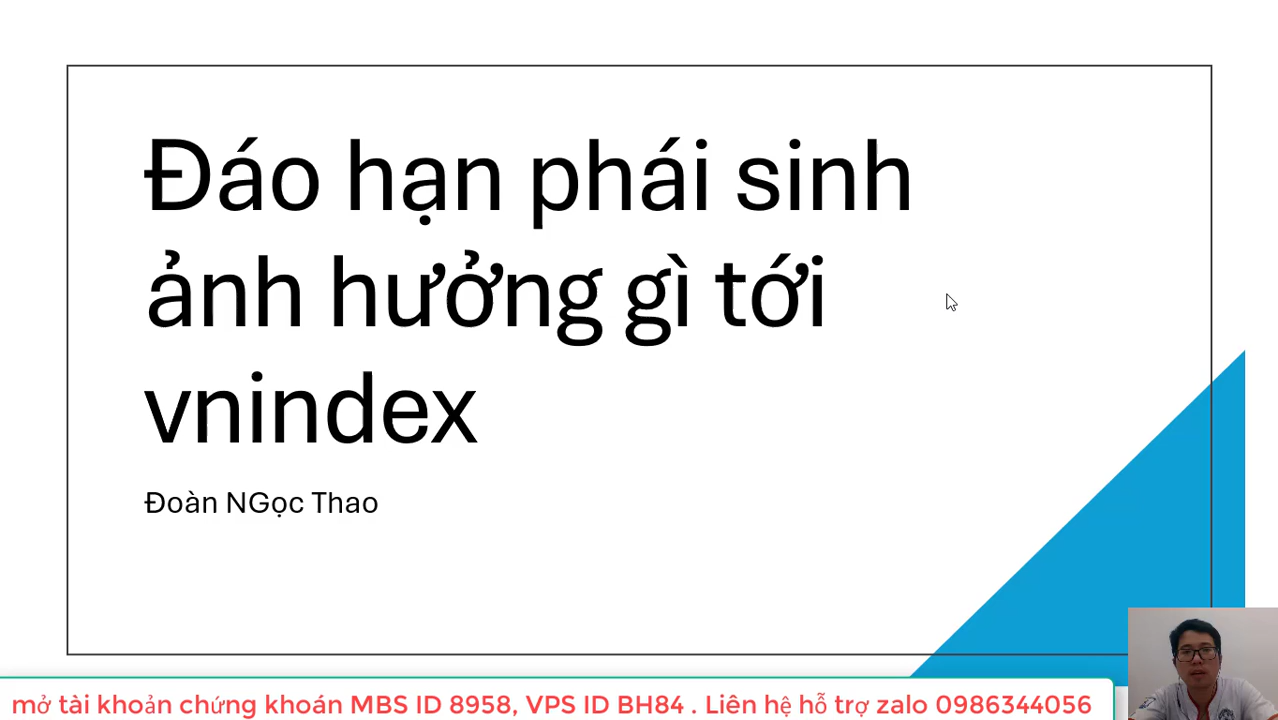 Đáo hạn phái sinh
ảnh hưởng gì tới
vnindex
Đoàn NGọc Thao
mở tài khoản chứng khoán MBS ID 8958, VPS ID BH84 . Liên hệ hỗ trợ zalo 0986344056